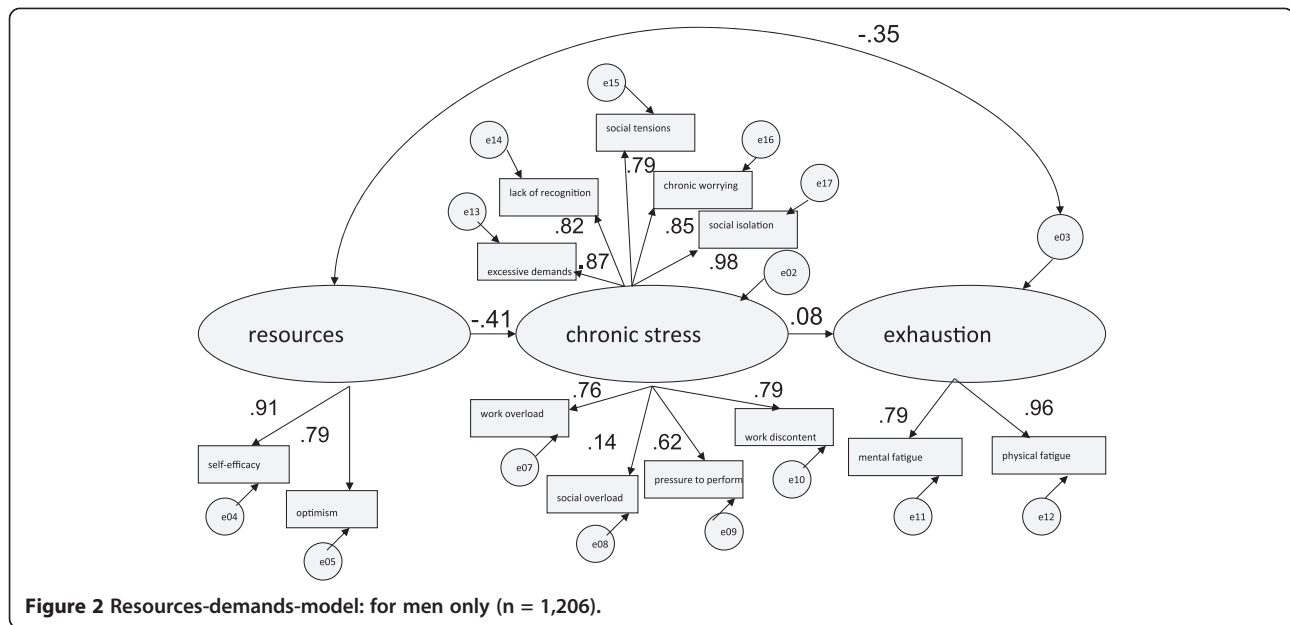 -.35
e15
social tensions
e14
e16
.79
chronic worrying
lack of recognition
e17
e13
.82
.85
social isolation
e03
excessive demands
.87
.98
e02
resources
-.41
chronic stress
.08
exhaustion
.91
.79
.76
.79
work overload
.14
.62
work discontent
.79
.96
self-efficacy
mental fatigue
physical fatigue
e07
pressure to perform
e10
social overload
optimism
e04
e11
e12
e09
e08
e05
Figure 2 Resources-demands-model: for men only (n = 1,206).